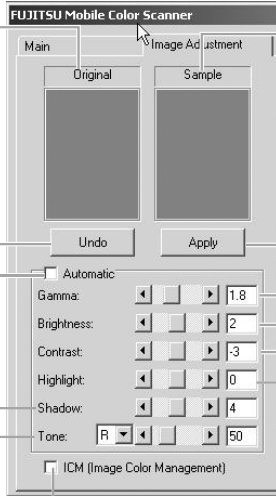 FUJITSU Mobile Color Scanner
Main Image Adjustment
Original Sample
Undo Apply
Automatic
Gamma: 1.8
Brightness: 2
Contrast: -3
Highlight: 0
Shadow: 4
Tone: R 50
ICM (Image Color Management)